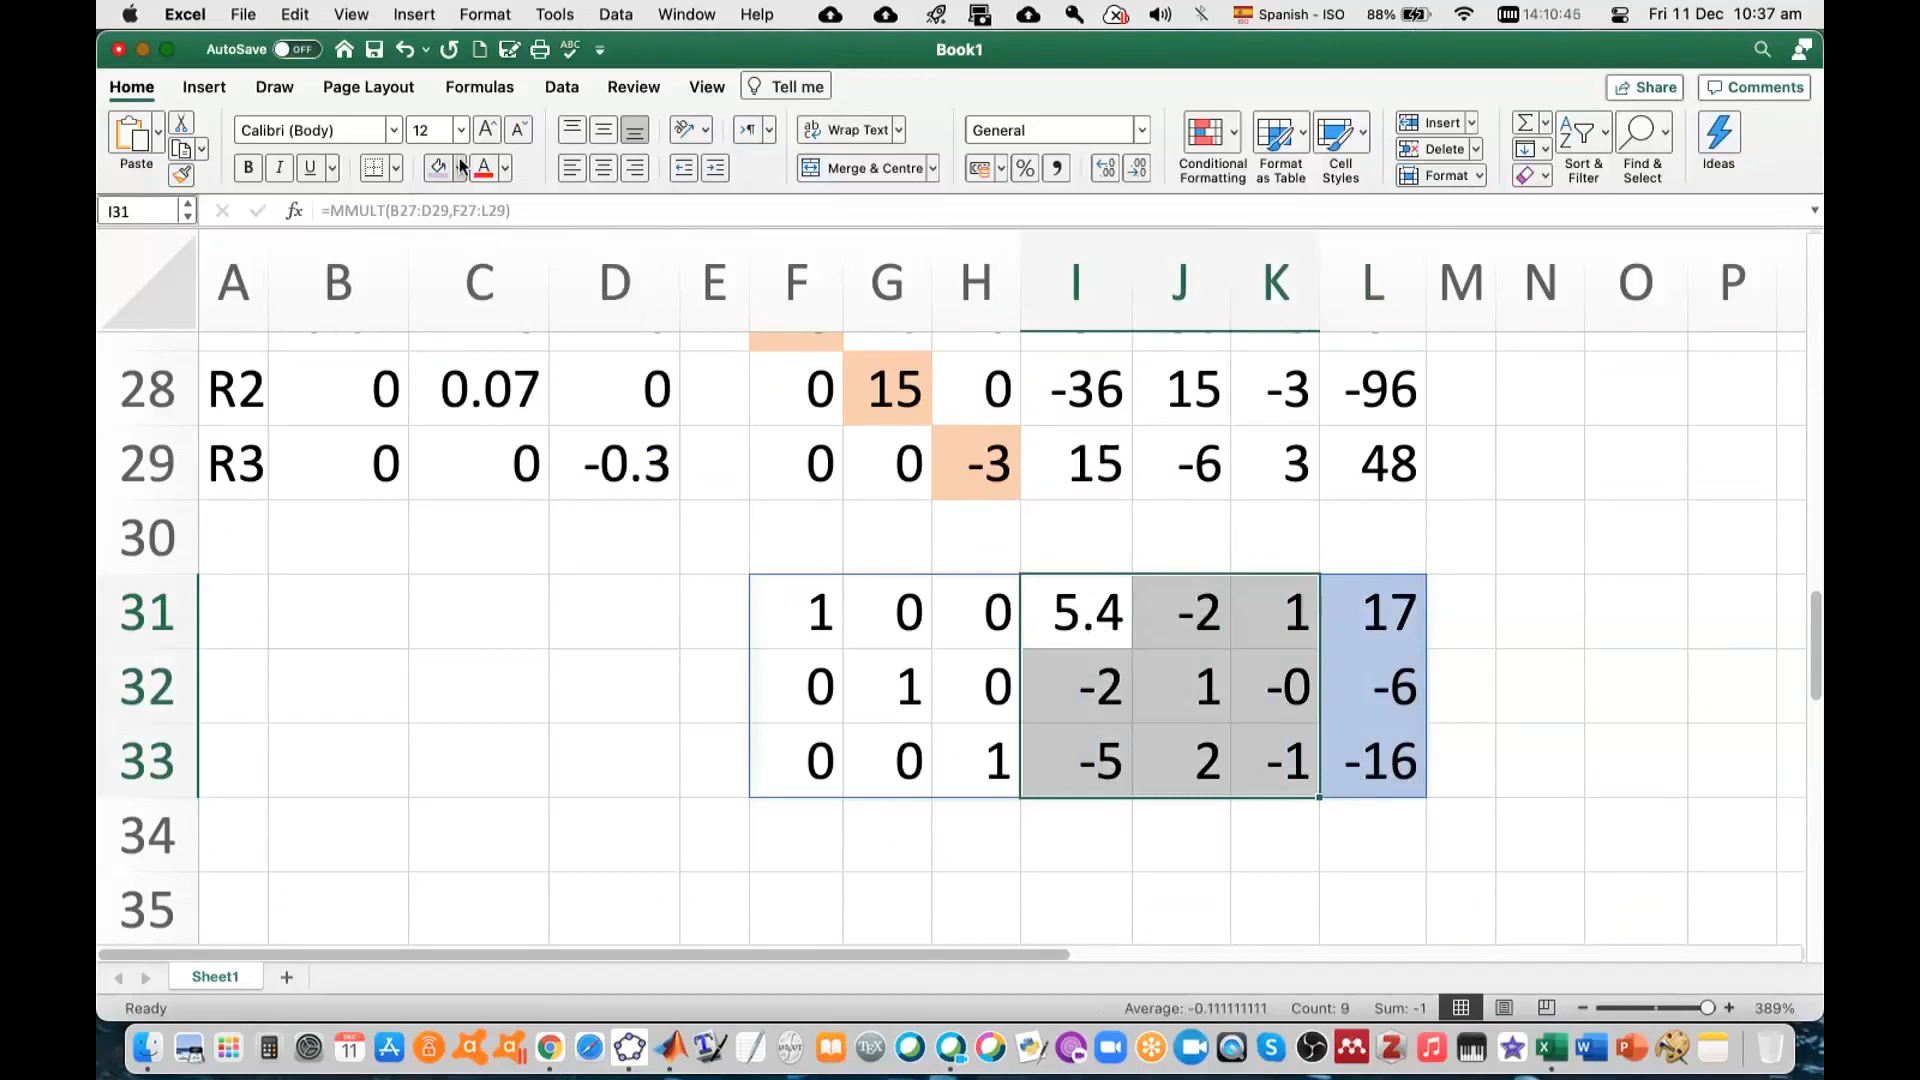 Excel File Edit View Insert Format Tools Data Window Help Spanish - ISO 88% 14:10:45 Fri 11 Dec 10:37 am
AutoSave OFF ABC Book1
Home Insert Draw Page Layout Formulas Data Review View Tell me Share Comments
Paste Calibri (Body) 12 A A ab Wrap Text General Conditional Formatting Format as Table Cell Styles Insert Sort & Filter Find & Select Ideas
B I U A Merge & Centre % Delete
Format
I31 fx =MMULT(B27:D29,F27:L29)
A B C D E F G H I J K L M N O P
28 R2 0 0.07 0 0 15 0 -36 15 -3 -96
29 R3 0 0 -0.3 0 0 -3 15 -6 3 48
30
31 1 0 0 5.4 -2 1 17
32 0 1 0 -2 1 -0 -6
33 0 0 1 -5 2 -1 -16
34
35
Sheet1 +
Ready Average: -0.111111111 Count: 9 Sum: -1 389%